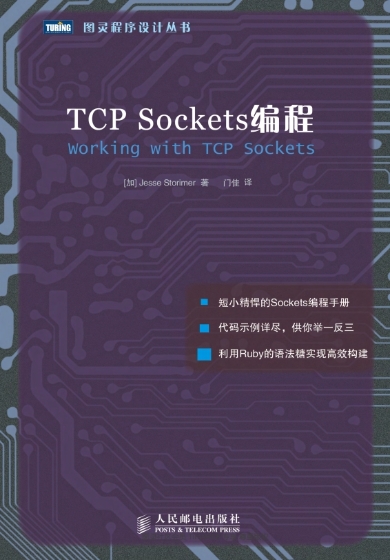 TURING 图灵程序设计丛书
TCP Sockets编程
Working with TCP Sockets
[加] Jesse Storimer 著 门佳 译
短小精悍的Sockets编程手册
代码示例详尽，供你举一反三
利用Ruby的语法糖实现高效构建
人民邮电出版社
POSTS & TELECOM PRESS